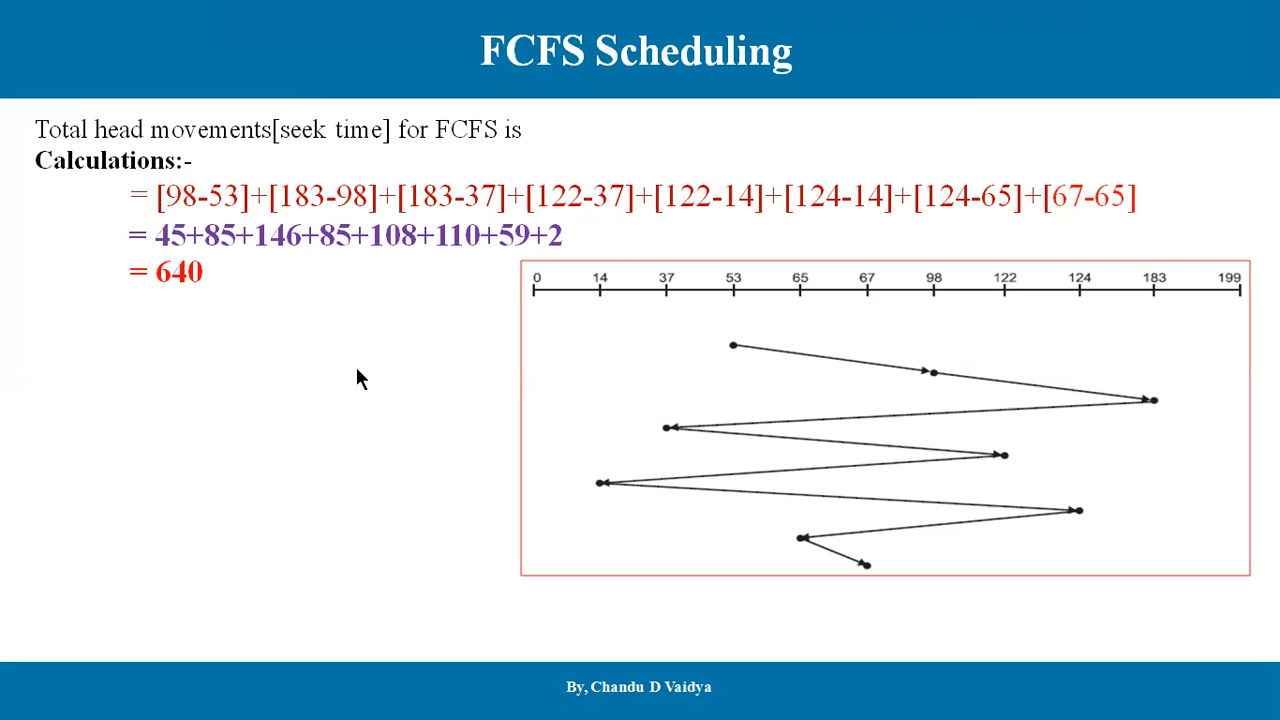 FCFS Scheduling
Total head movements[seek time] for FCFS is
Calculations:-
= [98-53]+[183-98]+[183-37]+[122-37]+[122-14]+[124-14]+[124-65]+[67-65]
= 45+85+146+85+108+110+59+2
= 640
0 14 37 53 65 67 98 122 124 183 199
By, Chandu D Vaidya